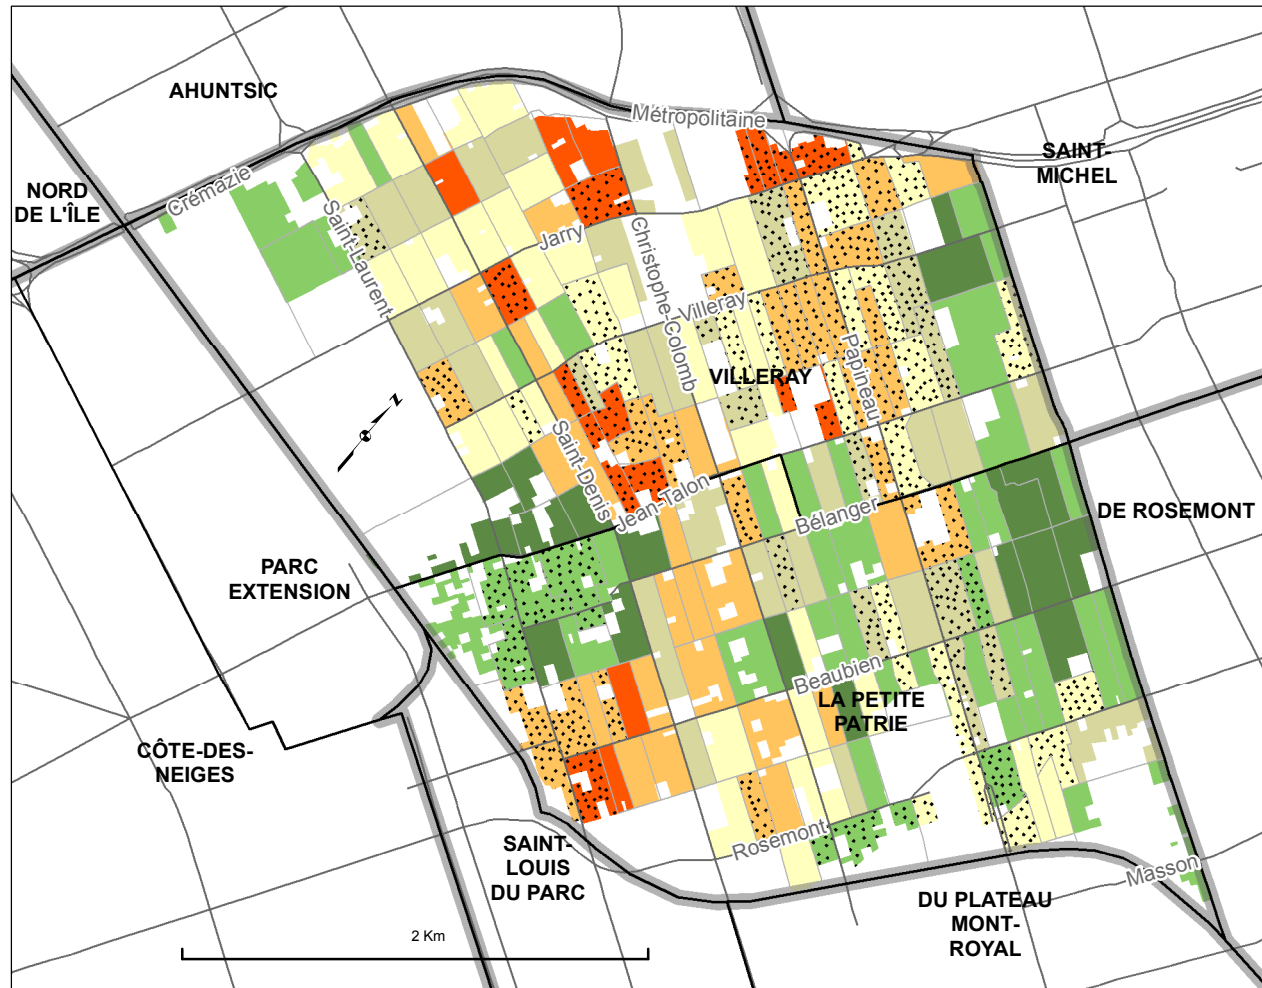 AHUNTSIC
Métropolitaine
SAINT-
MICHEL
NORD
DE L'ÎLE
Crémazie
Saint-Laurent
Jarry
Christophe-Colomb
Villeray
Papineau
VILLERAY
N
Saint-Denis
Jean-Talon
Bélanger
DE ROSEMONT
PARC
EXTENSION
Beaubien
LA PETITE
PATRIE
CÔTE-DES-
NEIGES
Rosemont
SAINT-
LOUIS
DU PARC
Masson
DU PLATEAU
MONT-
ROYAL
2 Km